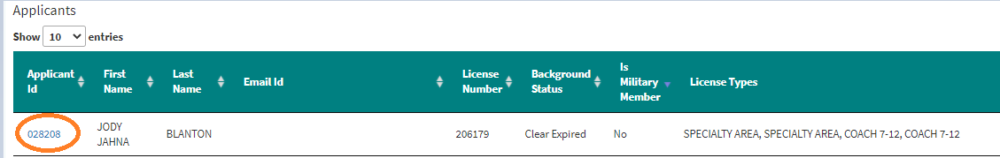 Applicants
Show 10 entries
Applicant Id First Name Last Name Email Id License Number Background Status Is Military Member License Types
028208 JODY JAHNA BLANTON 206179 Clear Expired No SPECIALTY AREA, SPECIALTY AREA, COACH 7-12, COACH 7-12